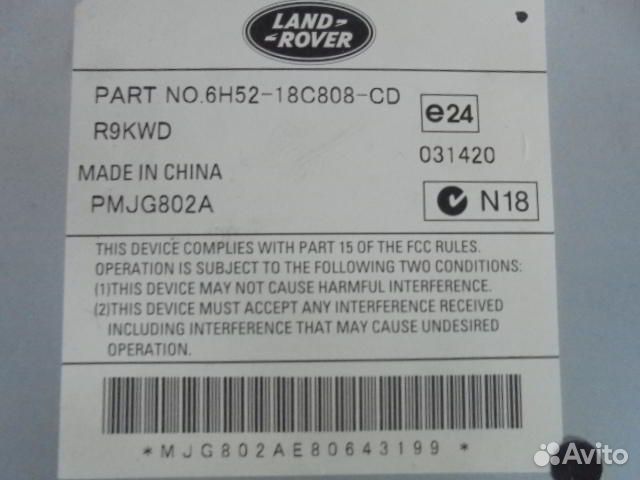 LAND-
-ROVER
PART NO.6H52-18C808-CD
e24
R9KWD
031420
MADE IN CHINA
PMJG802A
N18
THIS DEVICE COMPLIES WITH PART 15 OF THE FCC RULES.
OPERATION IS SUBJECT TO THE FOLLOWING TWO CONDITIONS:
(1)THIS DEVICE MAY NOT CAUSE HARMFUL INTERFERENCE.
(2)THIS DEVICE MUST ACCEPT ANY INTERFERENCE RECEIVED
INCLUDING INTERFERENCE THAT MAY CAUSE UNDESIRED
OPERATION.
*MJG802AE80643199*
Avito